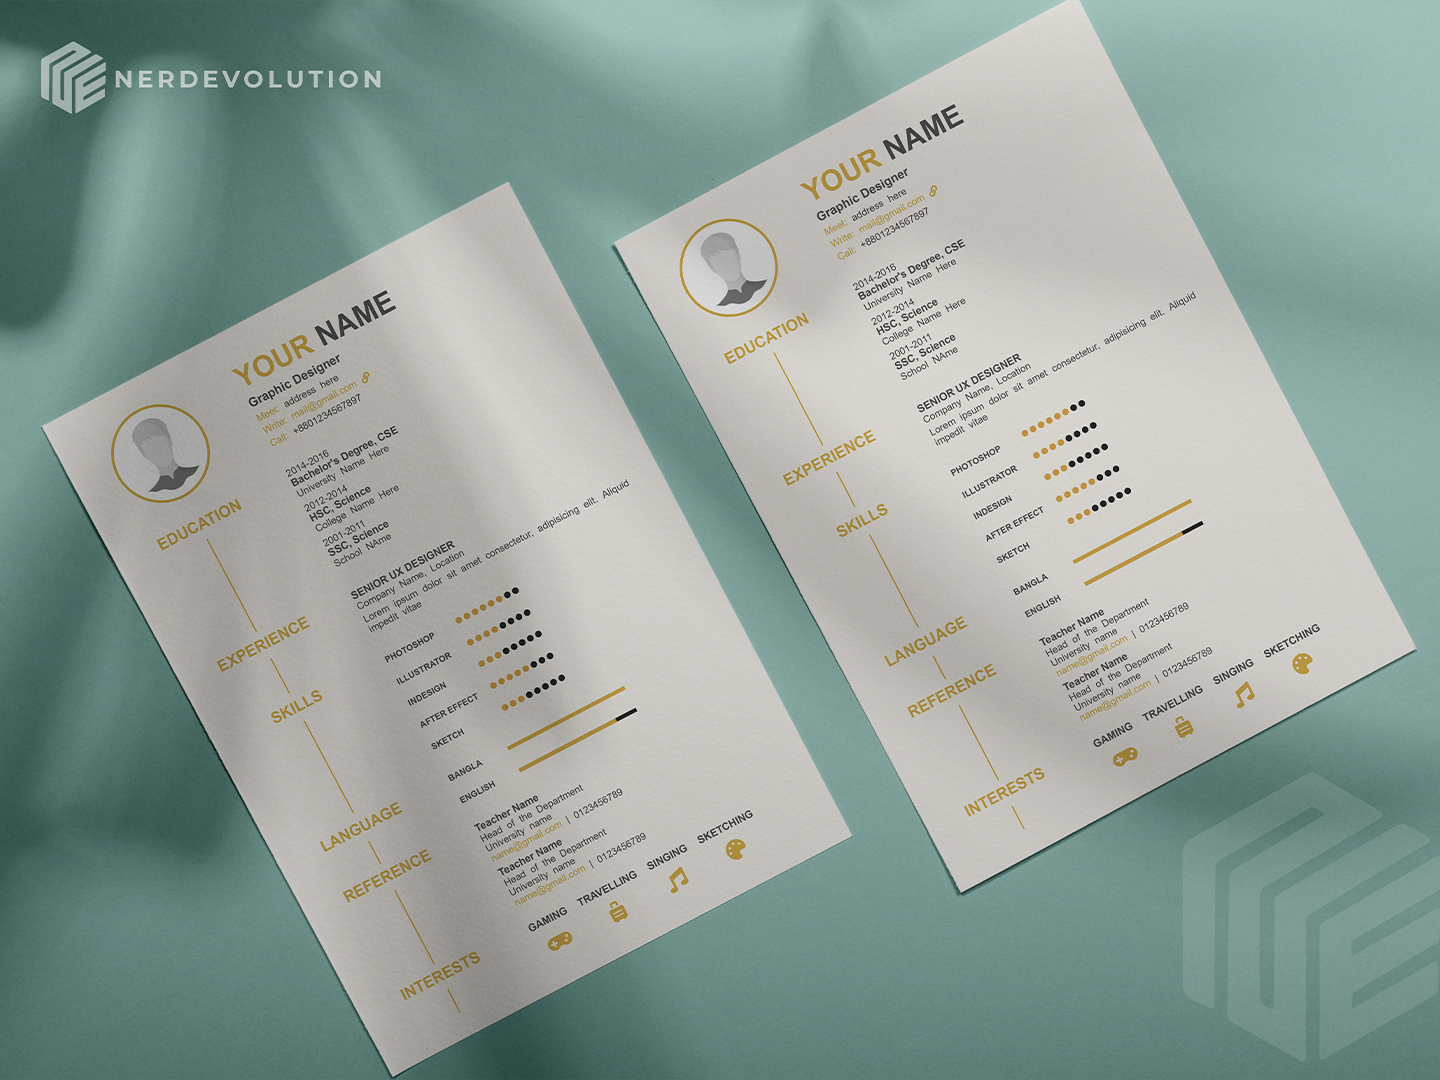 NERDEVOLUTION
YOUR NAME
Graphic Designer
Meet: address here
Write: mail@gmail.com
Call: +8801234567897
EDUCATION
2014-2016
Bachelor's Degree, CSE
University Name Here
2012-2014
HSC, Science
College Name Here
2001-2011
SSC, Science
School NAme
EXPERIENCE
SENIOR UX DESIGNER
Company Name, Location
Lorem ipsum dolor sit amet consectetur, adipisicing elit. Aliquid
impedit vitae
SKILLS
PHOTOSHOP
ILLUSTRATOR
INDESIGN
AFTER EFFECT
SKETCH
LANGUAGE
BANGLA
ENGLISH
REFERENCE
Teacher Name
Head of the Department
University name
name@gmail.com | 0123456789
Teacher Name
Head of the Department
University name
name@gmail.com | 0123456789
INTERESTS
GAMING TRAVELLING SINGING SKETCHING
YOUR NAME
Graphic Designer
Meet: address here
Write: mail@gmail.com
Call: +8801234567897
EDUCATION
2014-2016
Bachelor's Degree, CSE
University Name Here
2012-2014
HSC, Science
College Name Here
2001-2011
SSC, Science
School NAme
EXPERIENCE
SENIOR UX DESIGNER
Company Name, Location
Lorem ipsum dolor sit amet consectetur, adipisicing elit. Aliquid
impedit vitae
SKILLS
PHOTOSHOP
ILLUSTRATOR
INDESIGN
AFTER EFFECT
SKETCH
LANGUAGE
BANGLA
ENGLISH
REFERENCE
Teacher Name
Head of the Department
University name
name@gmail.com | 0123456789
Teacher Name
Head of the Department
University name
name@gmail.com | 0123456789
INTERESTS
GAMING TRAVELLING SINGING SKETCHING